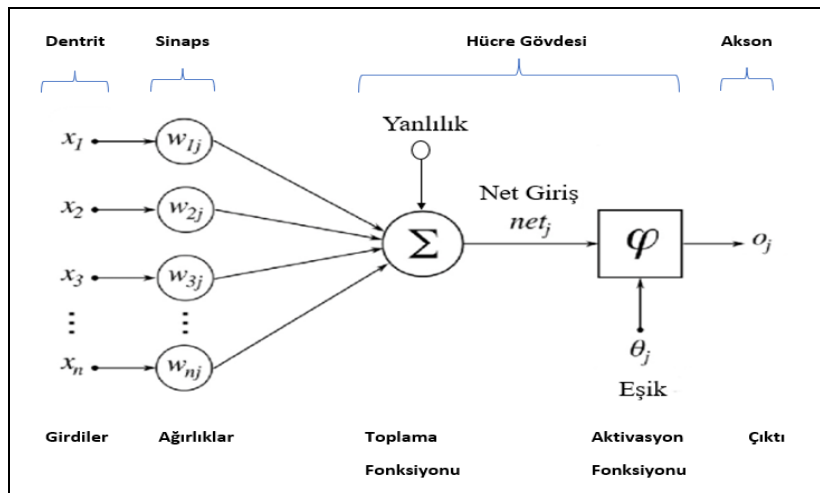 Dentrit Sinaps Hücre Gövdesi Akson
Yanlılık
x1 w1j
x2 w2j
x3 w3j
⋮ ⋮
xn wnj
Σ
Net Giriş
netj
φ
oj
θj
Eşik
Girdiler Ağırlıklar Toplama Aktivasyon Çıktı
Fonksiyonu Fonksiyonu